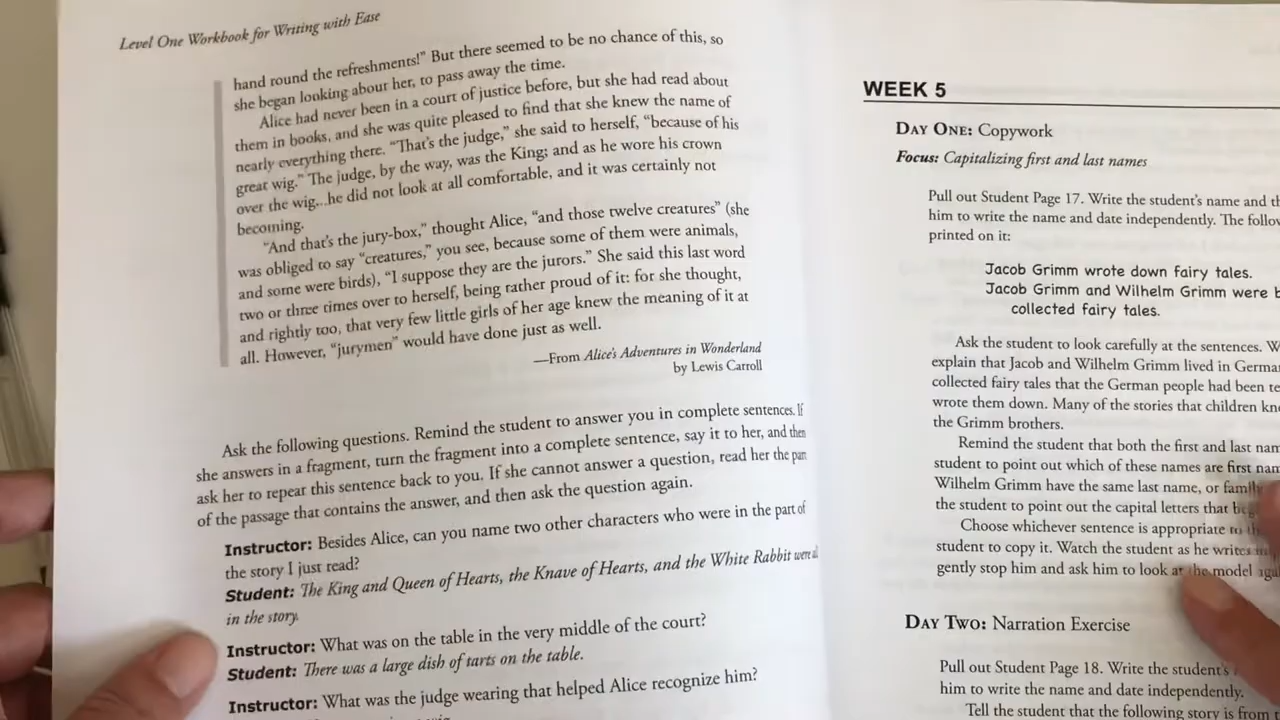 Level One Workbook for Writing with Ease
hand round the refreshments!” But there seemed to be no chance of this, so
she began looking about her, to pass away the time.
Alice had never been in a court of justice before, but she had read about
them in books, and she was quite pleased to find that she knew the name of
nearly everything there. “That’s the judge,” she said to herself, “because of his
great wig.” The judge, by the way, was the King; and as he wore his crown
over the wig...he did not look at all comfortable, and it was certainly not
becoming.
“And that’s the jury-box,” thought Alice, “and those twelve creatures” (she
was obliged to say “creatures,” you see, because some of them were animals,
and some were birds), “I suppose they are the jurors.” She said this last word
two or three times over to herself, being rather proud of it: for she thought,
and rightly too, that very few little girls of her age knew the meaning of it at
all. However, “jurymen” would have done just as well.
—From Alice’s Adventures in Wonderland
by Lewis Carroll
Ask the following questions. Remind the student to answer you in complete sentences. If
she answers in a fragment, turn the fragment into a complete sentence, say it to her, and then
ask her to repeat this sentence back to you. If she cannot answer a question, read her the part
of the passage that contains the answer, and then ask the question again.
Instructor: Besides Alice, can you name two other characters who were in the part of
the story I just read?
Student: The King and Queen of Hearts, the Knave of Hearts, and the White Rabbit were all
in the story.
Instructor: What was on the table in the very middle of the court?
Student: There was a large dish of tarts on the table.
Instructor: What was the judge wearing that helped Alice recognize him?
WEEK 5
DAY ONE: Copywork
Focus: Capitalizing first and last names
Pull out Student Page 17. Write the student’s name and th
him to write the name and date independently. The follow
printed on it:
Jacob Grimm wrote down fairy tales.
Jacob Grimm and Wilhelm Grimm were b
collected fairy tales.
Ask the student to look carefully at the sentences. W
explain that Jacob and Wilhelm Grimm lived in German
collected fairy tales that the German people had been te
wrote them down. Many of the stories that children kno
the Grimm brothers.
Remind the student that both the first and last nam
student to point out which of these names are first nam
Wilhelm Grimm have the same last name, or family
the student to point out the capital letters that beg
Choose whichever sentence is appropriate to th
student to copy it. Watch the student as he writes
gently stop him and ask him to look at the model aga
DAY TWO: Narration Exercise
Pull out Student Page 18. Write the student’s
him to write the name and date independently.
Tell the student that the following story is from